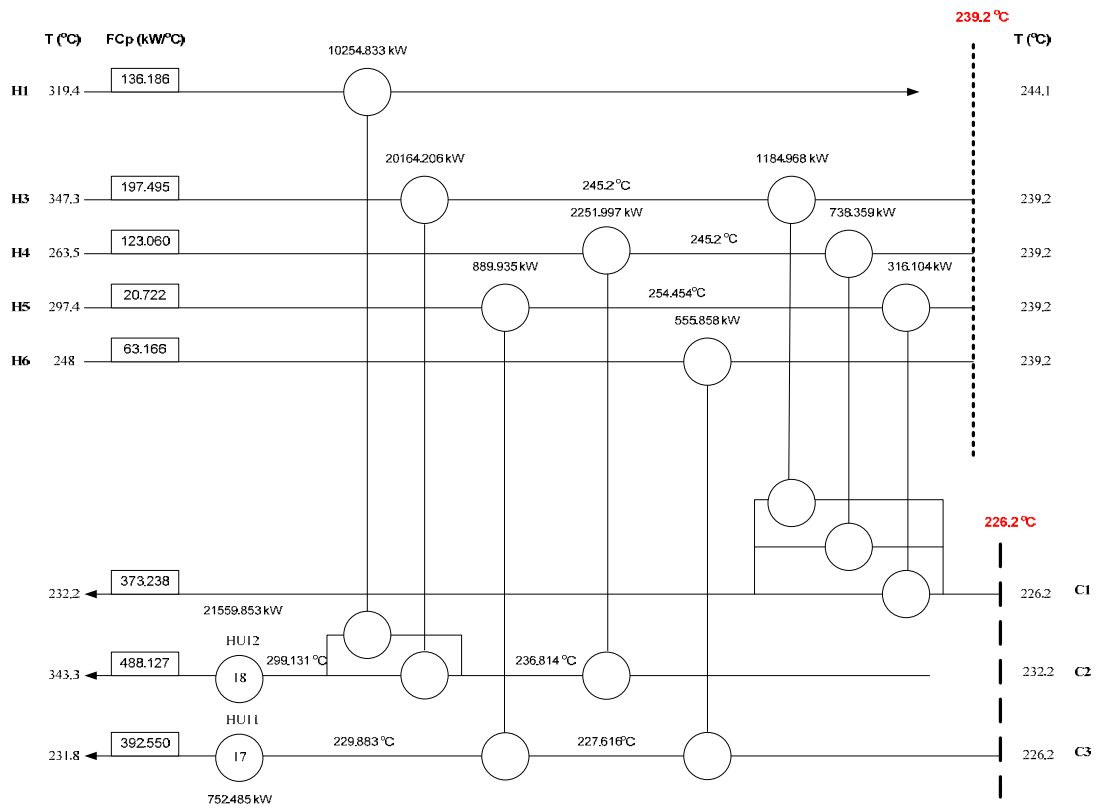 239.2 °C
T (°C) FCp (kW/°C) T (°C)
10254.833 kW
136.186
H1 319,4 244,1
20164.206 kW 1184.968 kW
197.495 245.2 °C
H3 347,3 239,2
2251.997 kW 738.359 kW
123.060 245.2 °C
H4 263,5 239,2
889.935 kW 316.104 kW
20.722 254.454°C
H5 297,4 239,2
555.858 kW
63.166
H6 248 239,2
226.2 °C
373.238
232,2 226.2 C1
21559.853 kW
HU12
488.127 299.131 °C 236.814 °C
343,3 18 232.2 C2
HU11
392.550 229.883 °C 227.616°C
231.8 17 226,2 C3
752.485 kW